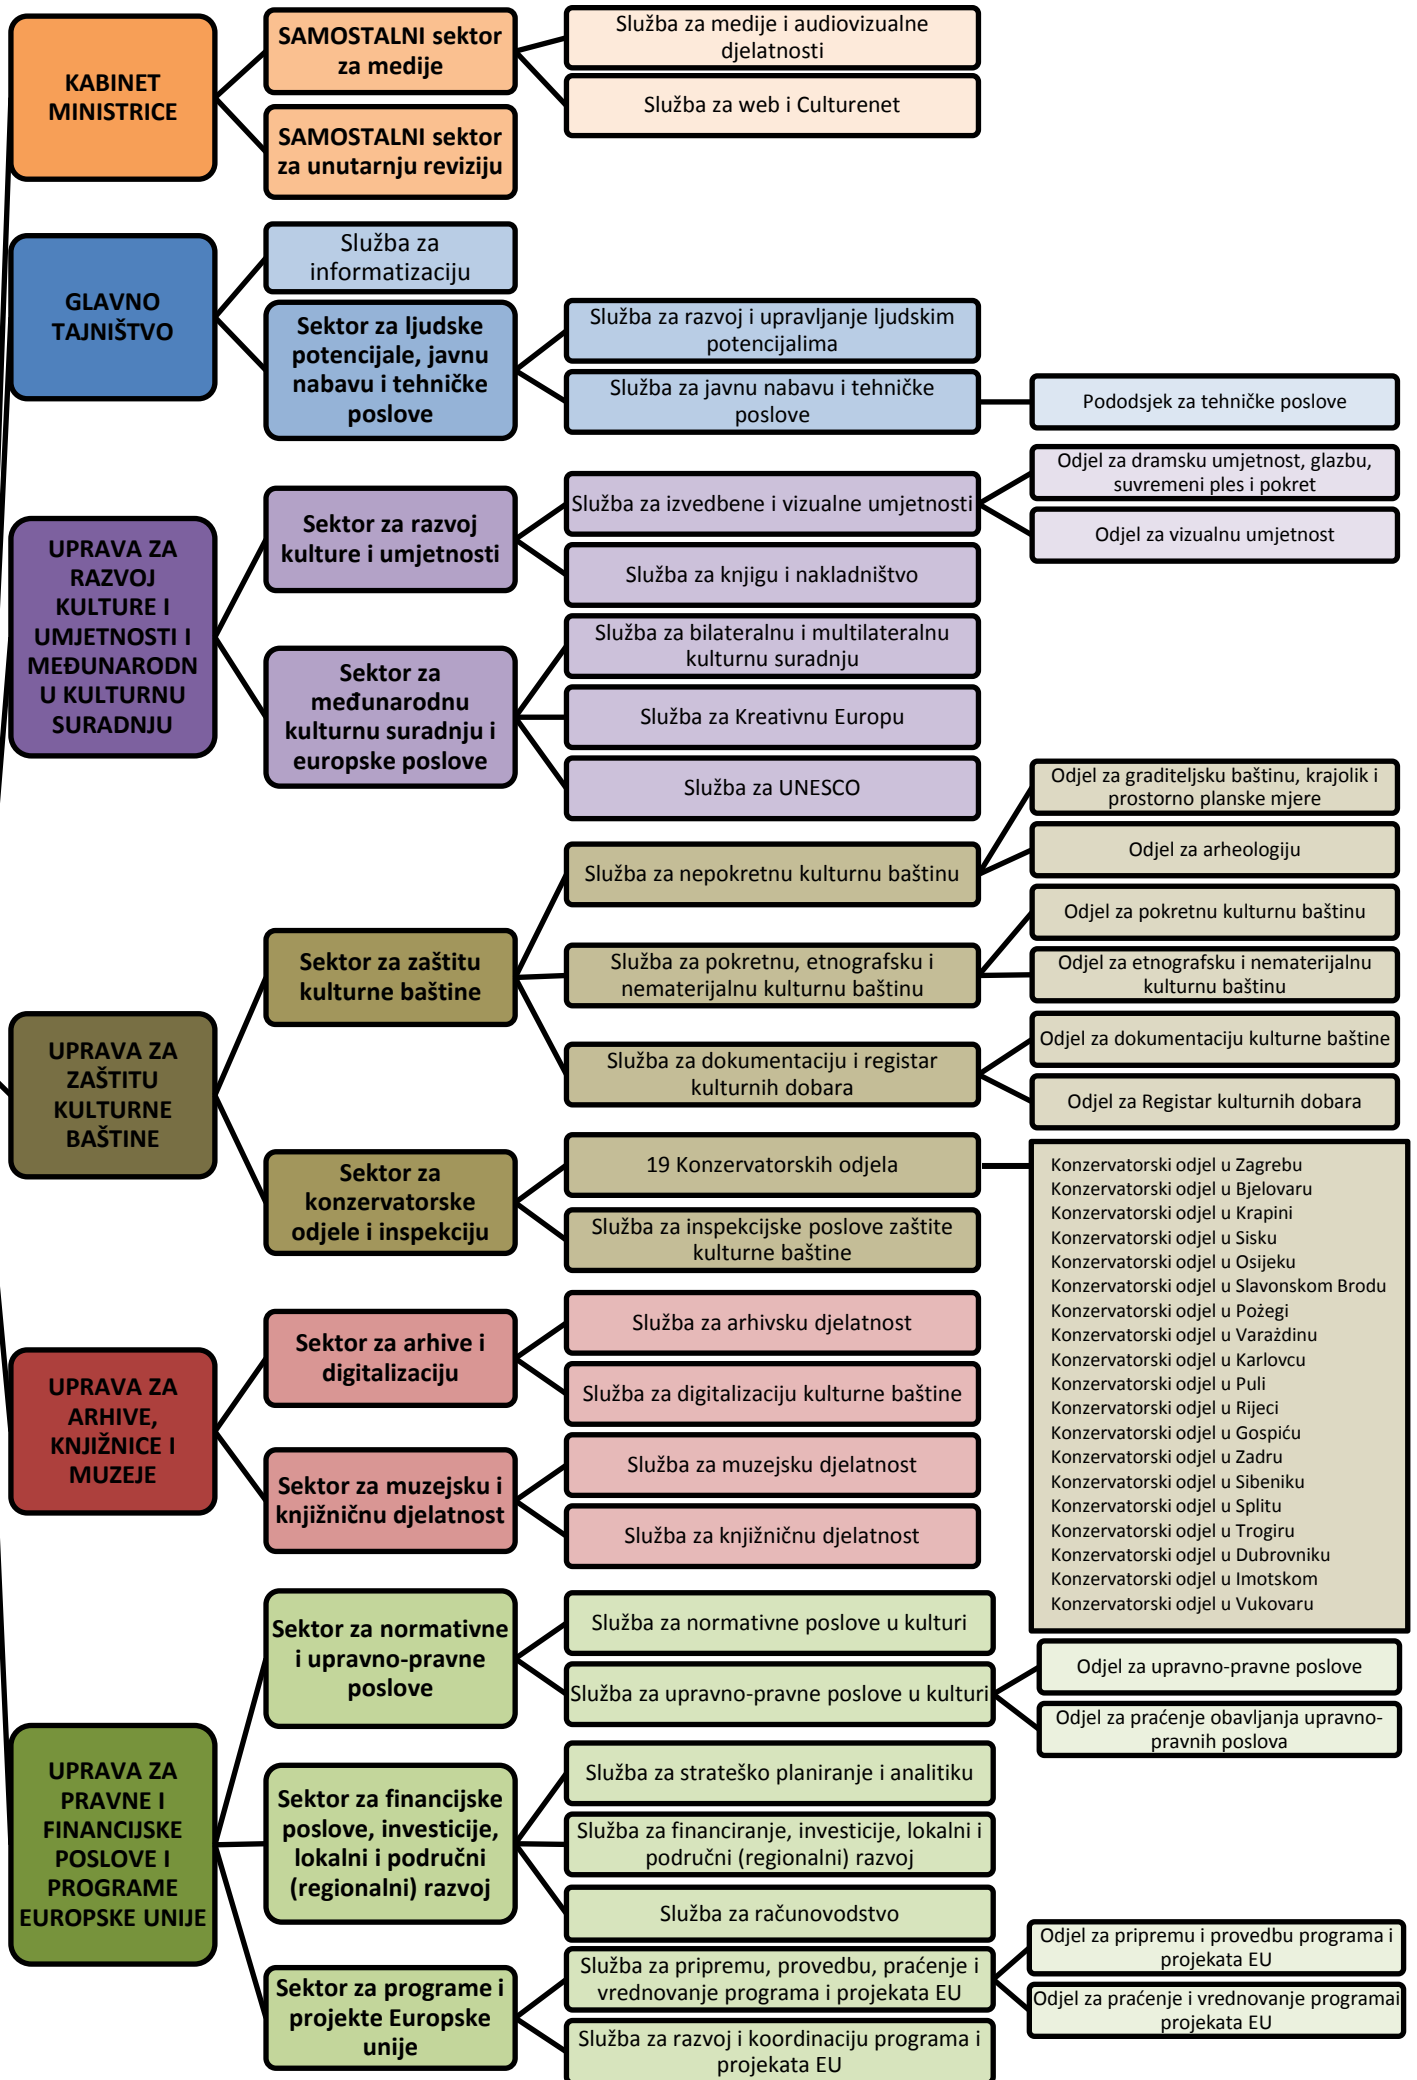 KABINET
MINISTRICE
SAMOSTALNI sektor
za medije
Služba za medije i audiovizualne
djelatnosti
Služba za web i Culturenet
SAMOSTALNI sektor
za unutarnju reviziju
GLAVNO
TAJNIŠTVO
Služba za
informatizaciju
Sektor za ljudske
potencijale, javnu
nabavu i tehničke
poslove
Služba za razvoj i upravljanje ljudskim
potencijalima
Služba za javnu nabavu i tehničke
poslove
Pododsjek za tehničke poslove
UPRAVA ZA
RAZVOJ
KULTURE I
UMJETNOSTI I
MEĐUNARODN
U KULTURNU
SURADNJU
Sektor za razvoj
kulture i umjetnosti
Služba za izvedbene i vizualne umjetnosti
Odjel za dramsku umjetnost, glazbu,
suvremeni ples i pokret
Odjel za vizualnu umjetnost
Služba za knjigu i nakladništvo
Sektor za
međunarodnu
kulturnu suradnju i
europske poslove
Služba za bilateralnu i multilateralnu
kulturnu suradnju
Služba za Kreativnu Europu
Služba za UNESCO
UPRAVA ZA
ZAŠTITU
KULTURNE
BAŠTINE
Sektor za zaštitu
kulturne baštine
Služba za nepokretnu kulturnu baštinu
Odjel za graditeljsku baštinu, krajolik i
prostorno planske mjere
Odjel za arheologiju
Služba za pokretnu, etnografsku i
nematerijalnu kulturnu baštinu
Odjel za pokretnu kulturnu baštinu
Odjel za etnografsku i nematerijalnu
kulturnu baštinu
Služba za dokumentaciju i registar
kulturnih dobara
Odjel za dokumentaciju kulturne baštine
Odjel za Registar kulturnih dobara
Sektor za
konzervatorske
odjele i inspekciju
19 Konzervatorskih odjela
Konzervatorski odjel u Zagrebu
Konzervatorski odjel u Bjelovaru
Konzervatorski odjel u Krapini
Konzervatorski odjel u Sisku
Konzervatorski odjel u Osijeku
Konzervatorski odjel u Slavonskom Brodu
Konzervatorski odjel u Požegi
Konzervatorski odjel u Varaždinu
Konzervatorski odjel u Karlovcu
Konzervatorski odjel u Puli
Konzervatorski odjel u Rijeci
Konzervatorski odjel u Gospiću
Konzervatorski odjel u Zadru
Konzervatorski odjel u Sibeniku
Konzervatorski odjel u Splitu
Konzervatorski odjel u Trogiru
Konzervatorski odjel u Dubrovniku
Konzervatorski odjel u Imotskom
Konzervatorski odjel u Vukovaru
Služba za inspekcijske poslove zaštite
kulturne baštine
UPRAVA ZA
ARHIVE,
KNJIŽNICE I
MUZEJE
Sektor za arhive i
digitalizaciju
Služba za arhivsku djelatnost
Služba za digitalizaciju kulturne baštine
Sektor za muzejsku i
knjižničnu djelatnost
Služba za muzejsku djelatnost
Služba za knjižničnu djelatnost
UPRAVA ZA
PRAVNE I
FINANCIJSKE
POSLOVE I
PROGRAME
EUROPSKE UNIJE
Sektor za normativne
i upravno-pravne
poslove
Služba za normativne poslove u kulturi
Služba za upravno-pravne poslove u kulturi
Odjel za upravno-pravne poslove
Odjel za praćenje obavljanja upravno-
pravnih poslova
Sektor za financijske
poslove, investicije,
lokalni i područni
(regionalni) razvoj
Služba za strateško planiranje i analitiku
Služba za financiranje, investicije, lokalni i
područni (regionalni) razvoj
Služba za računovodstvo
Sektor za programe i
projekte Europske
unije
Služba za pripremu, provedbu, praćenje i
vrednovanje programa i projekata EU
Odjel za pripremu i provedbu programa i
projekata EU
Odjel za praćenje i vrednovanje programai
projekata EU
Služba za razvoj i koordinaciju programa i
projekata EU